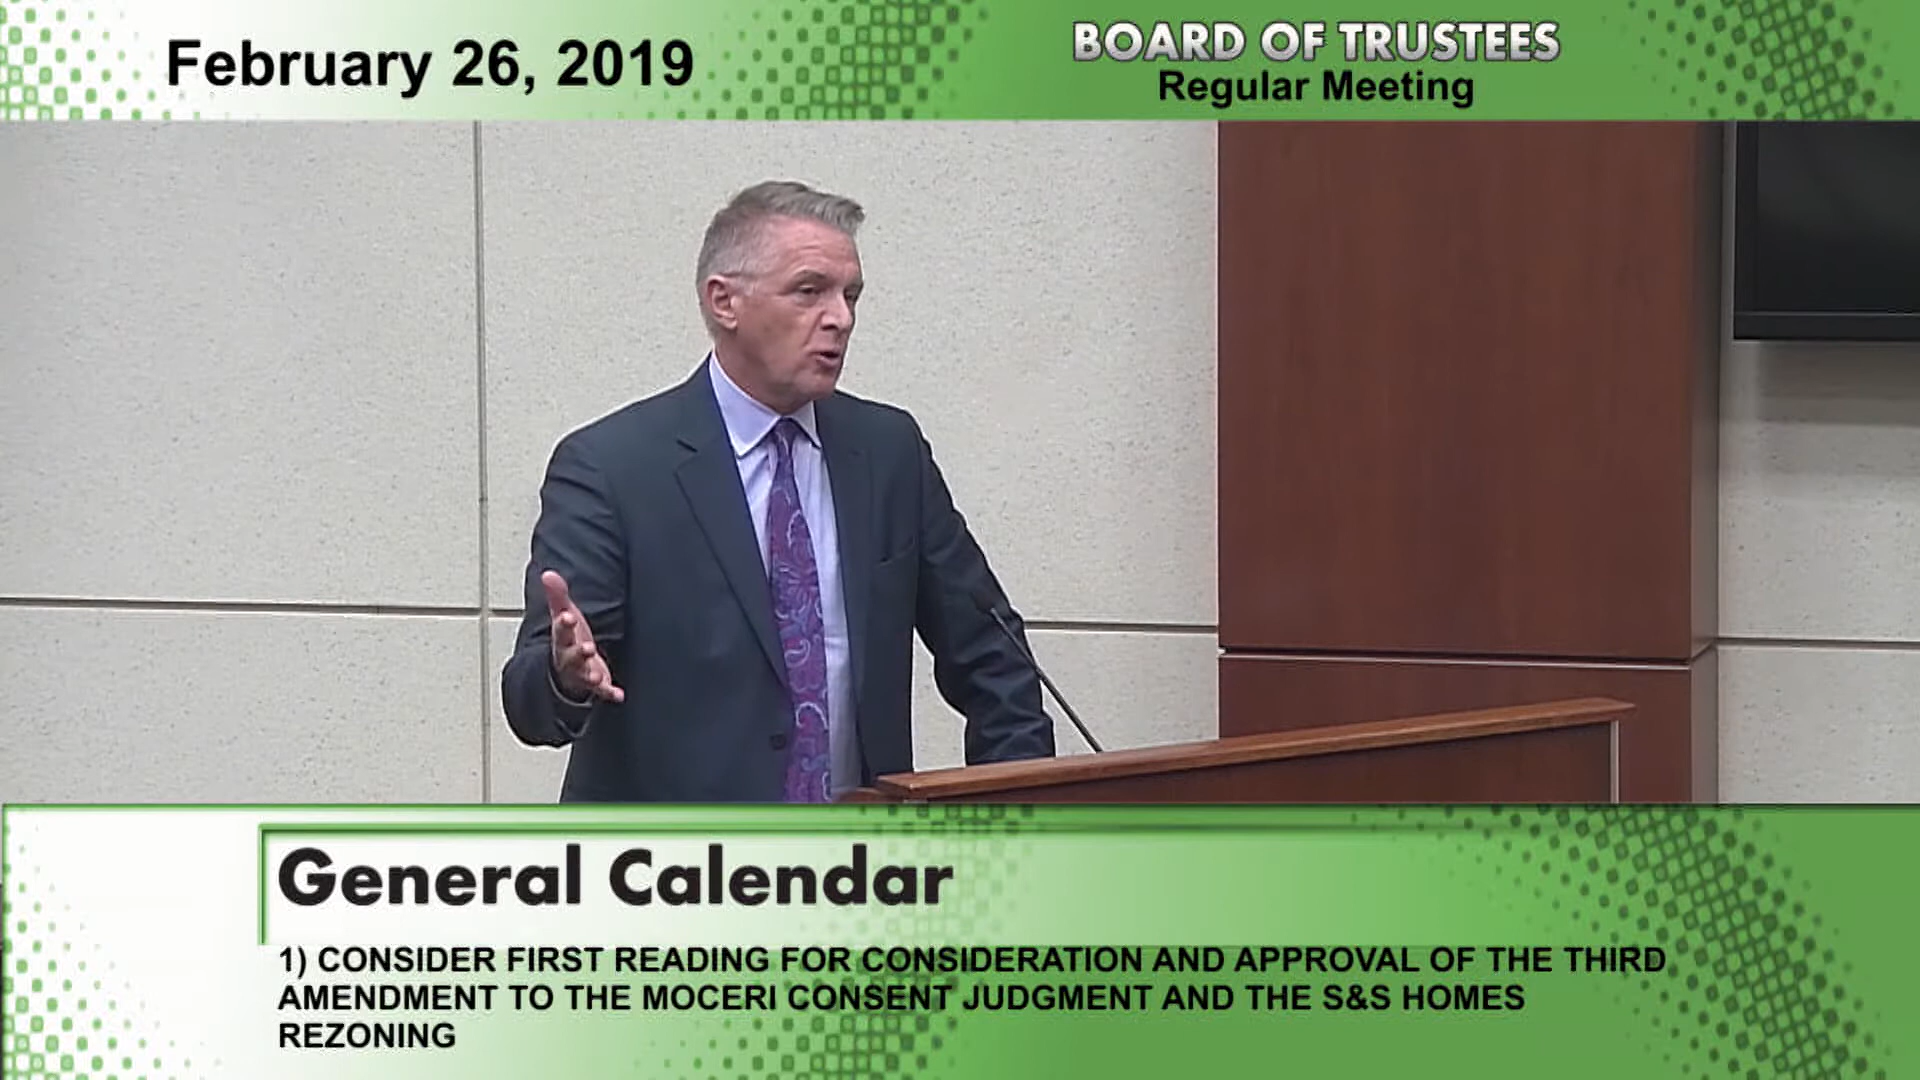 February 26, 2019
BOARD OF TRUSTEES
Regular Meeting
General Calendar
1) CONSIDER FIRST READING FOR CONSIDERATION AND APPROVAL OF THE THIRD
AMENDMENT TO THE MOCERI CONSENT JUDGMENT AND THE S&S HOMES
REZONING